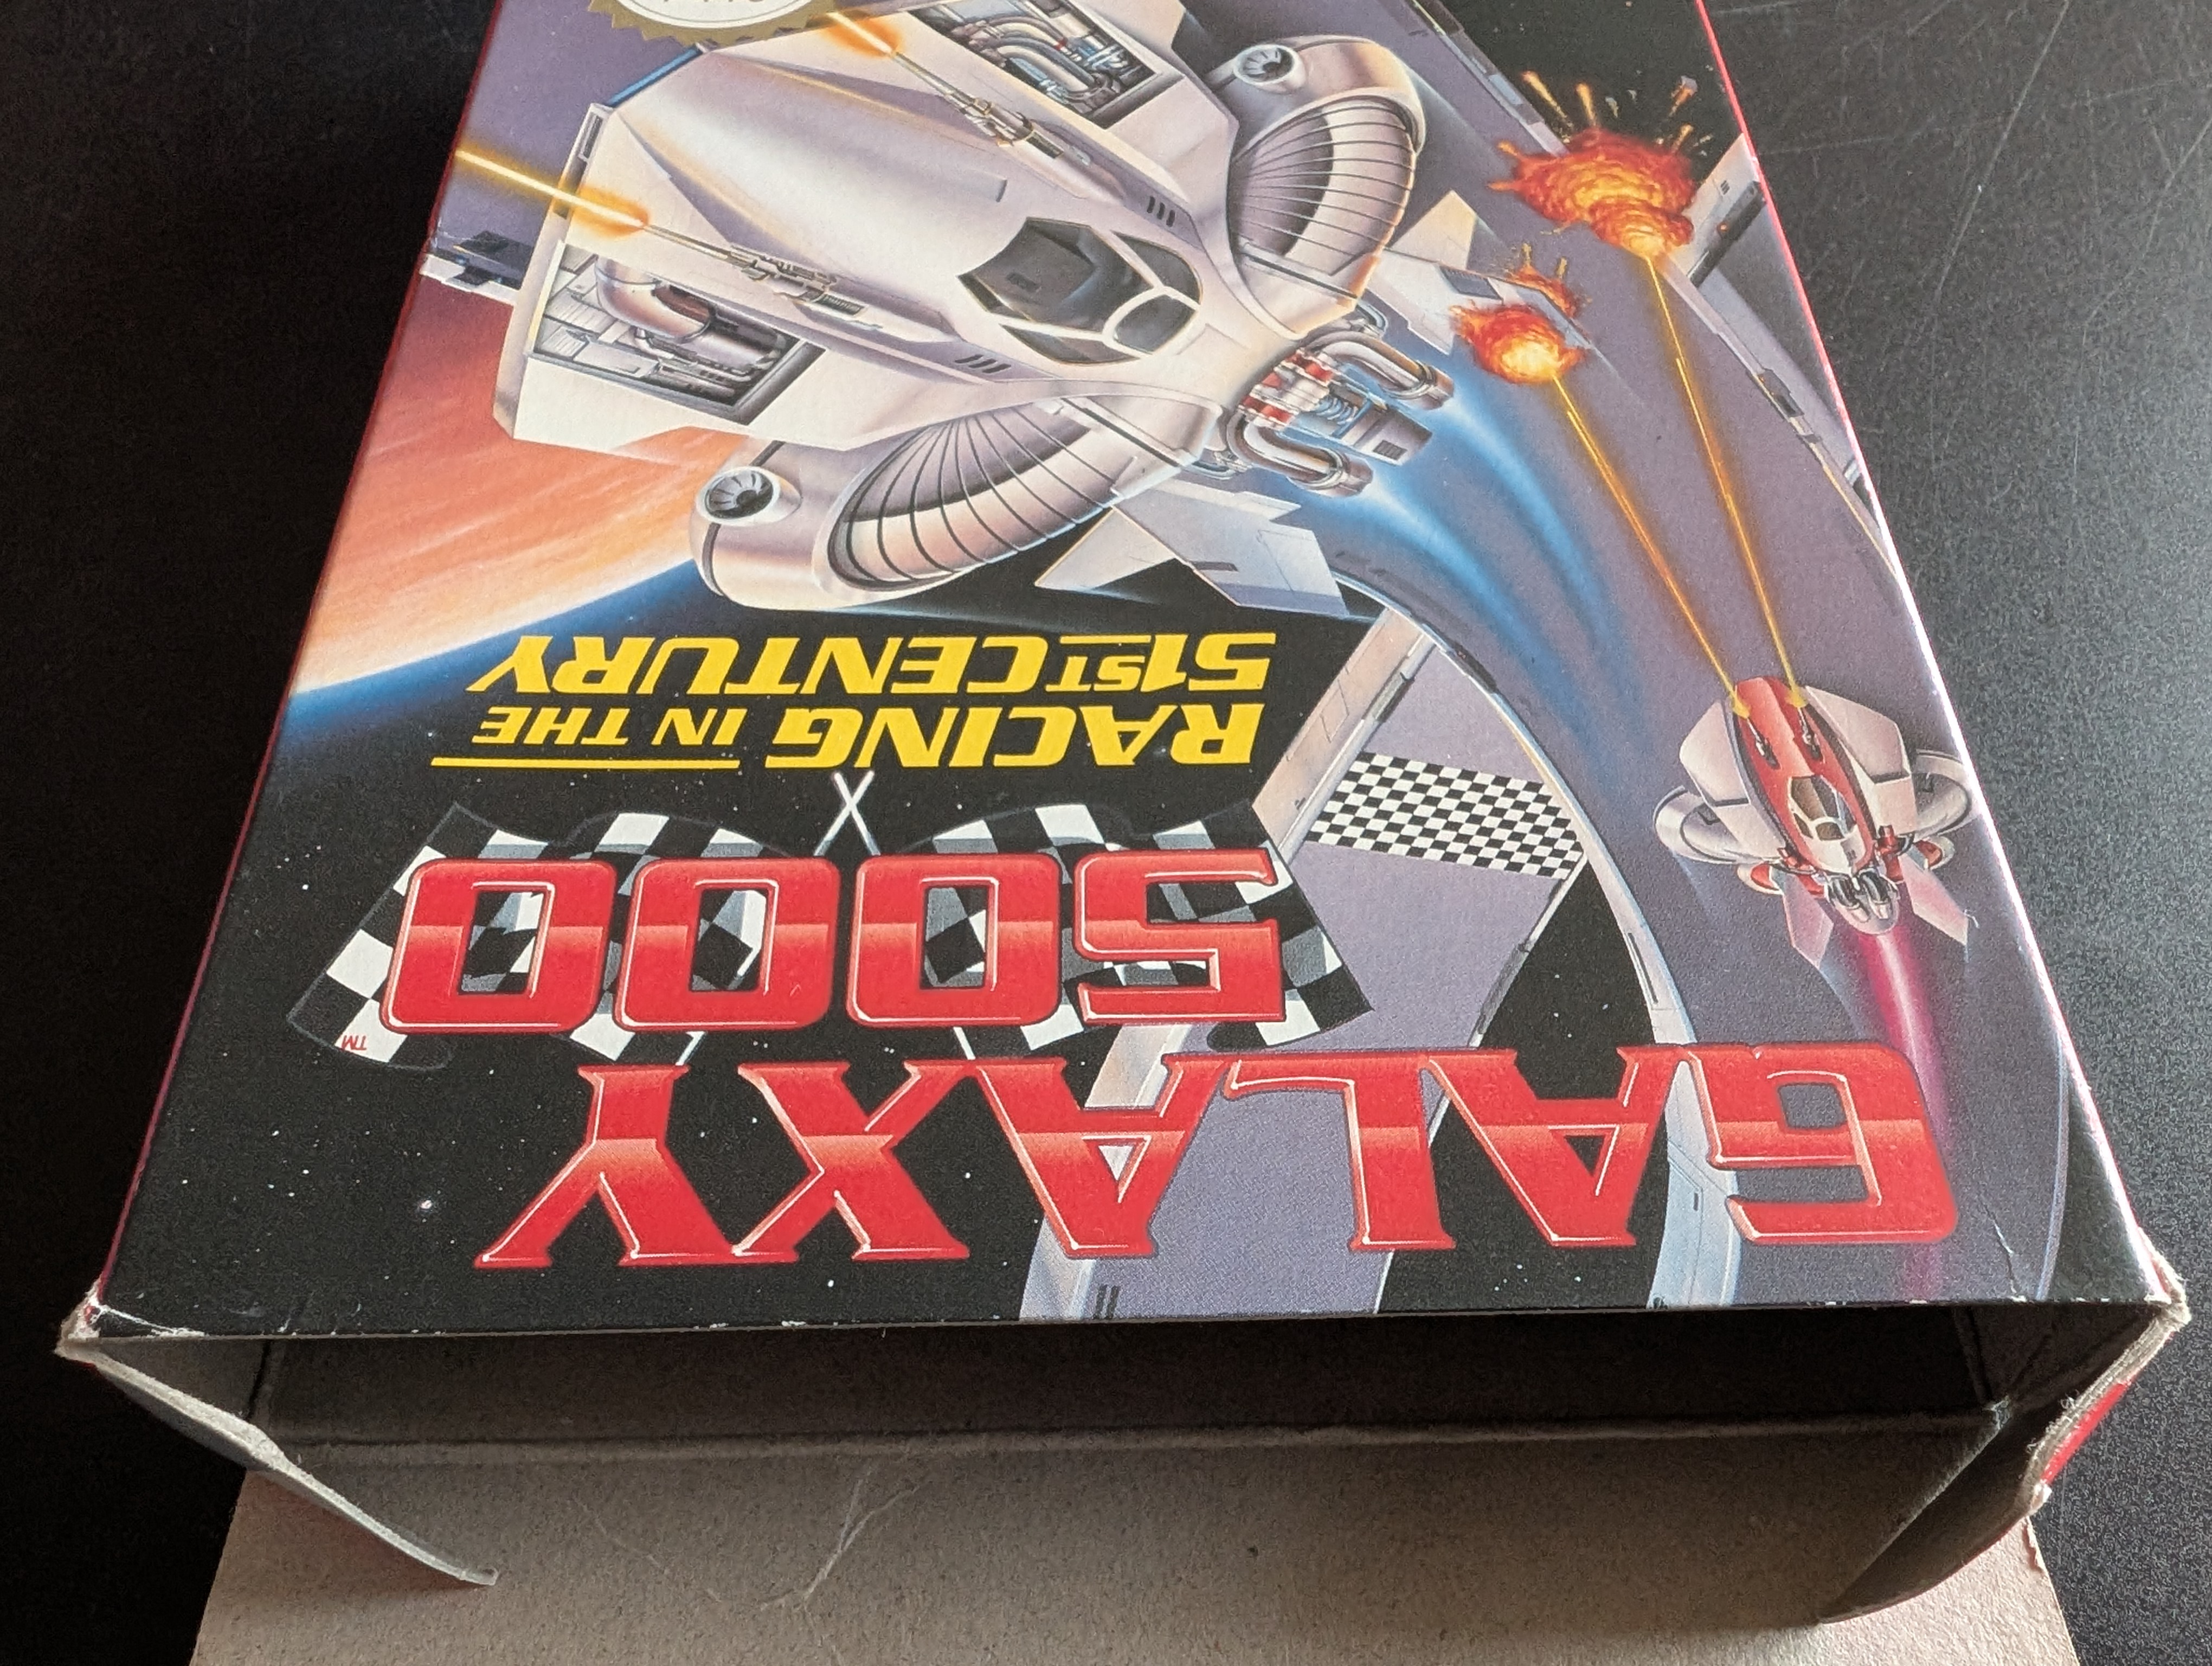 GALAXY
5000
TM
RACING IN THE
51ST CENTURY